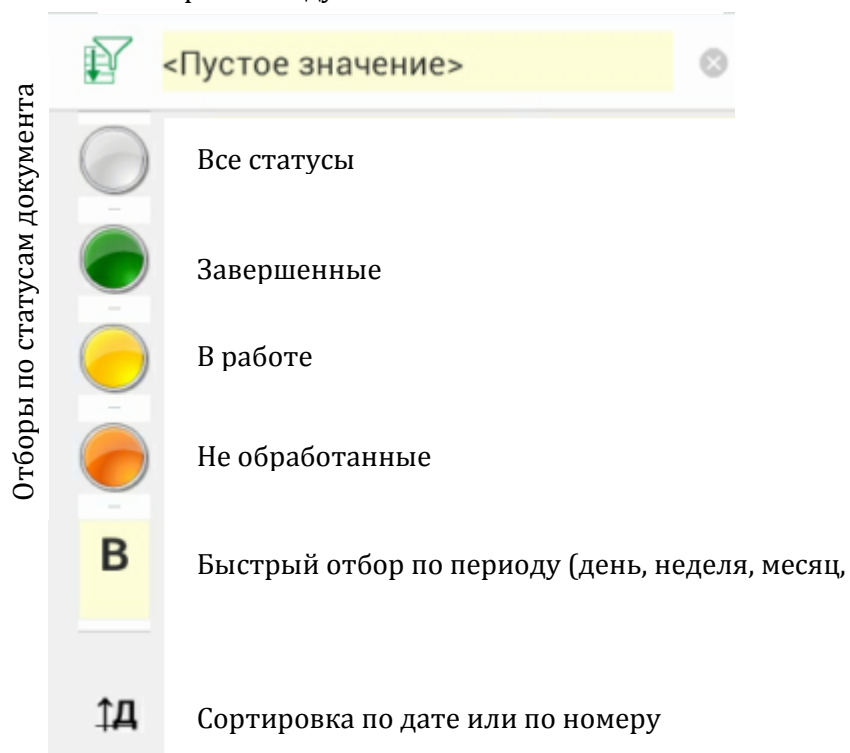 <Пустое значение>
Отборы по статусам документа
Все статусы
Завершенные
В работе
Не обработанные
В
Быстрый отбор по периоду (день, неделя, месяц,
↑Д
Сортировка по дате или по номеру